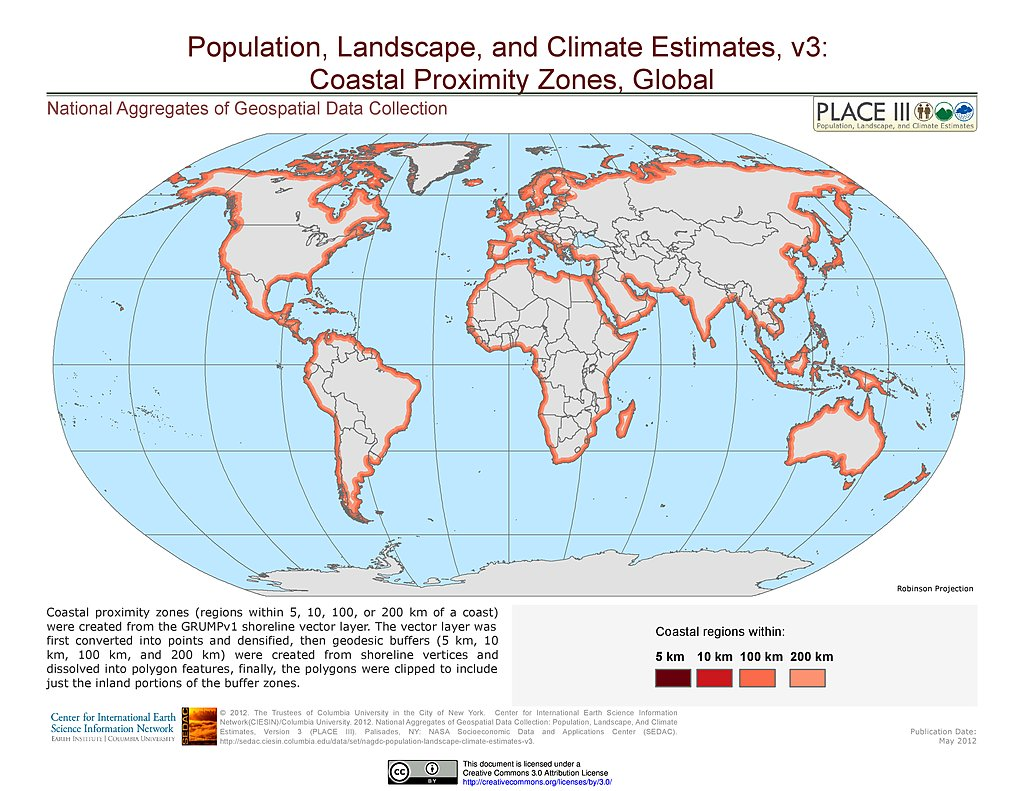 Population, Landscape, and Climate Estimates, v3:
Coastal Proximity Zones, Global
National Aggregates of Geospatial Data Collection
PLACE III
Population, Landscape, and Climate Estimates
Robinson Projection
Coastal proximity zones (regions within 5, 10, 100, or 200 km of a coast)
were created from the GRUMPv1 shoreline vector layer. The vector layer was
first converted into points and densified, then geodesic buffers (5 km, 10
km, 100 km, and 200 km) were created from shoreline vertices and
dissolved into polygon features, finally, the polygons were clipped to include
just the inland portions of the buffer zones.
Coastal regions within:
5 km 10 km 100 km 200 km
Center for International Earth
Science Information Network
EARTH INSTITUTE | COLUMBIA UNIVERSITY
SEDAC
© 2012. The Trustees of Columbia University in the City of New York. Center for International Earth Science Information
Network(CIESIN)/Columbia University. 2012. National Aggregates of Geospatial Data Collection: Population, Landscape, And Climate
Estimates, Version 3 (PLACE III). Palisades, NY: NASA Socioeconomic Data and Applications Center (SEDAC).
http://sedac.ciesin.columbia.edu/data/set/nagdc-population-landscape-climate-estimates-v3.
Publication Date:
May 2012
cc BY
This document is licensed under a
Creative Commons 3.0 Attribution License
http://creativecommons.org/licenses/by/3.0/